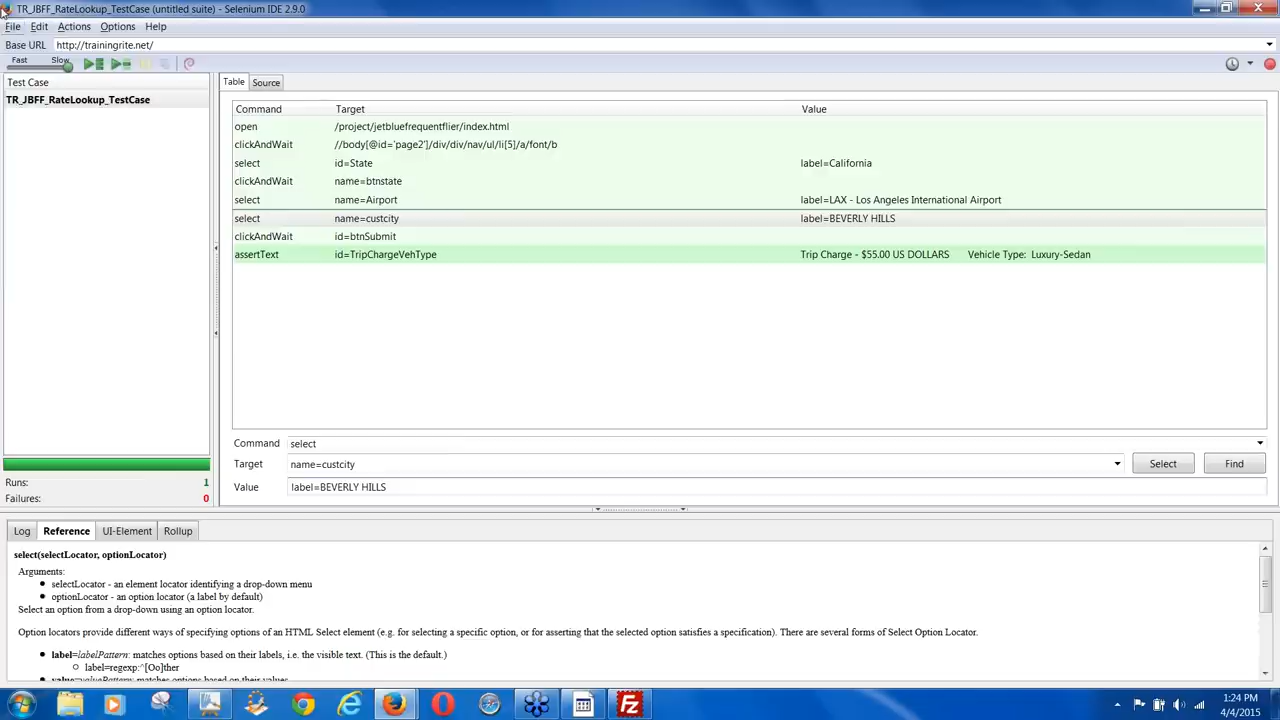 TR_JBFF_RateLookup_TestCase (untitled suite) - Selenium IDE 2.9.0
File Edit Actions Options Help
Base URL http://trainingrite.net/
Fast Slow
Test Case Table Source
TR_JBFF_RateLookup_TestCase
Command Target Value
open /project/jetbluefrequentflier/index.html
clickAndWait //body[@id='page2']/div/div/nav/ul/li[5]/a/font/b
select id=State label=California
clickAndWait name=btnstate
select name=Airport label=LAX - Los Angeles International Airport
select name=custcity label=BEVERLY HILLS
clickAndWait id=btnSubmit
assertText id=TripChargeVehType Trip Charge - $55.00 US DOLLARS Vehicle Type: Luxury-Sedan
Command select
Target name=custcity Select Find
Value label=BEVERLY HILLS
Runs: 1
Failures: 0
Log Reference UI-Element Rollup
select(selectLocator, optionLocator)
Arguments:
selectLocator - an element locator identifying a drop-down menu
optionLocator - an option locator (a label by default)
Select an option from a drop-down using an option locator.
Option locators provide different ways of specifying options of an HTML Select element (e.g. for selecting a specific option, or for asserting that the selected option satisfies a specification). There are several forms of Select Option Locator.
label=labelPattern: matches options based on their labels, i.e. the visible text. (This is the default.)
label=regexp:^[Oo]ther
value=valuePattern: matches options based on their values.
1:24 PM
4/4/2015